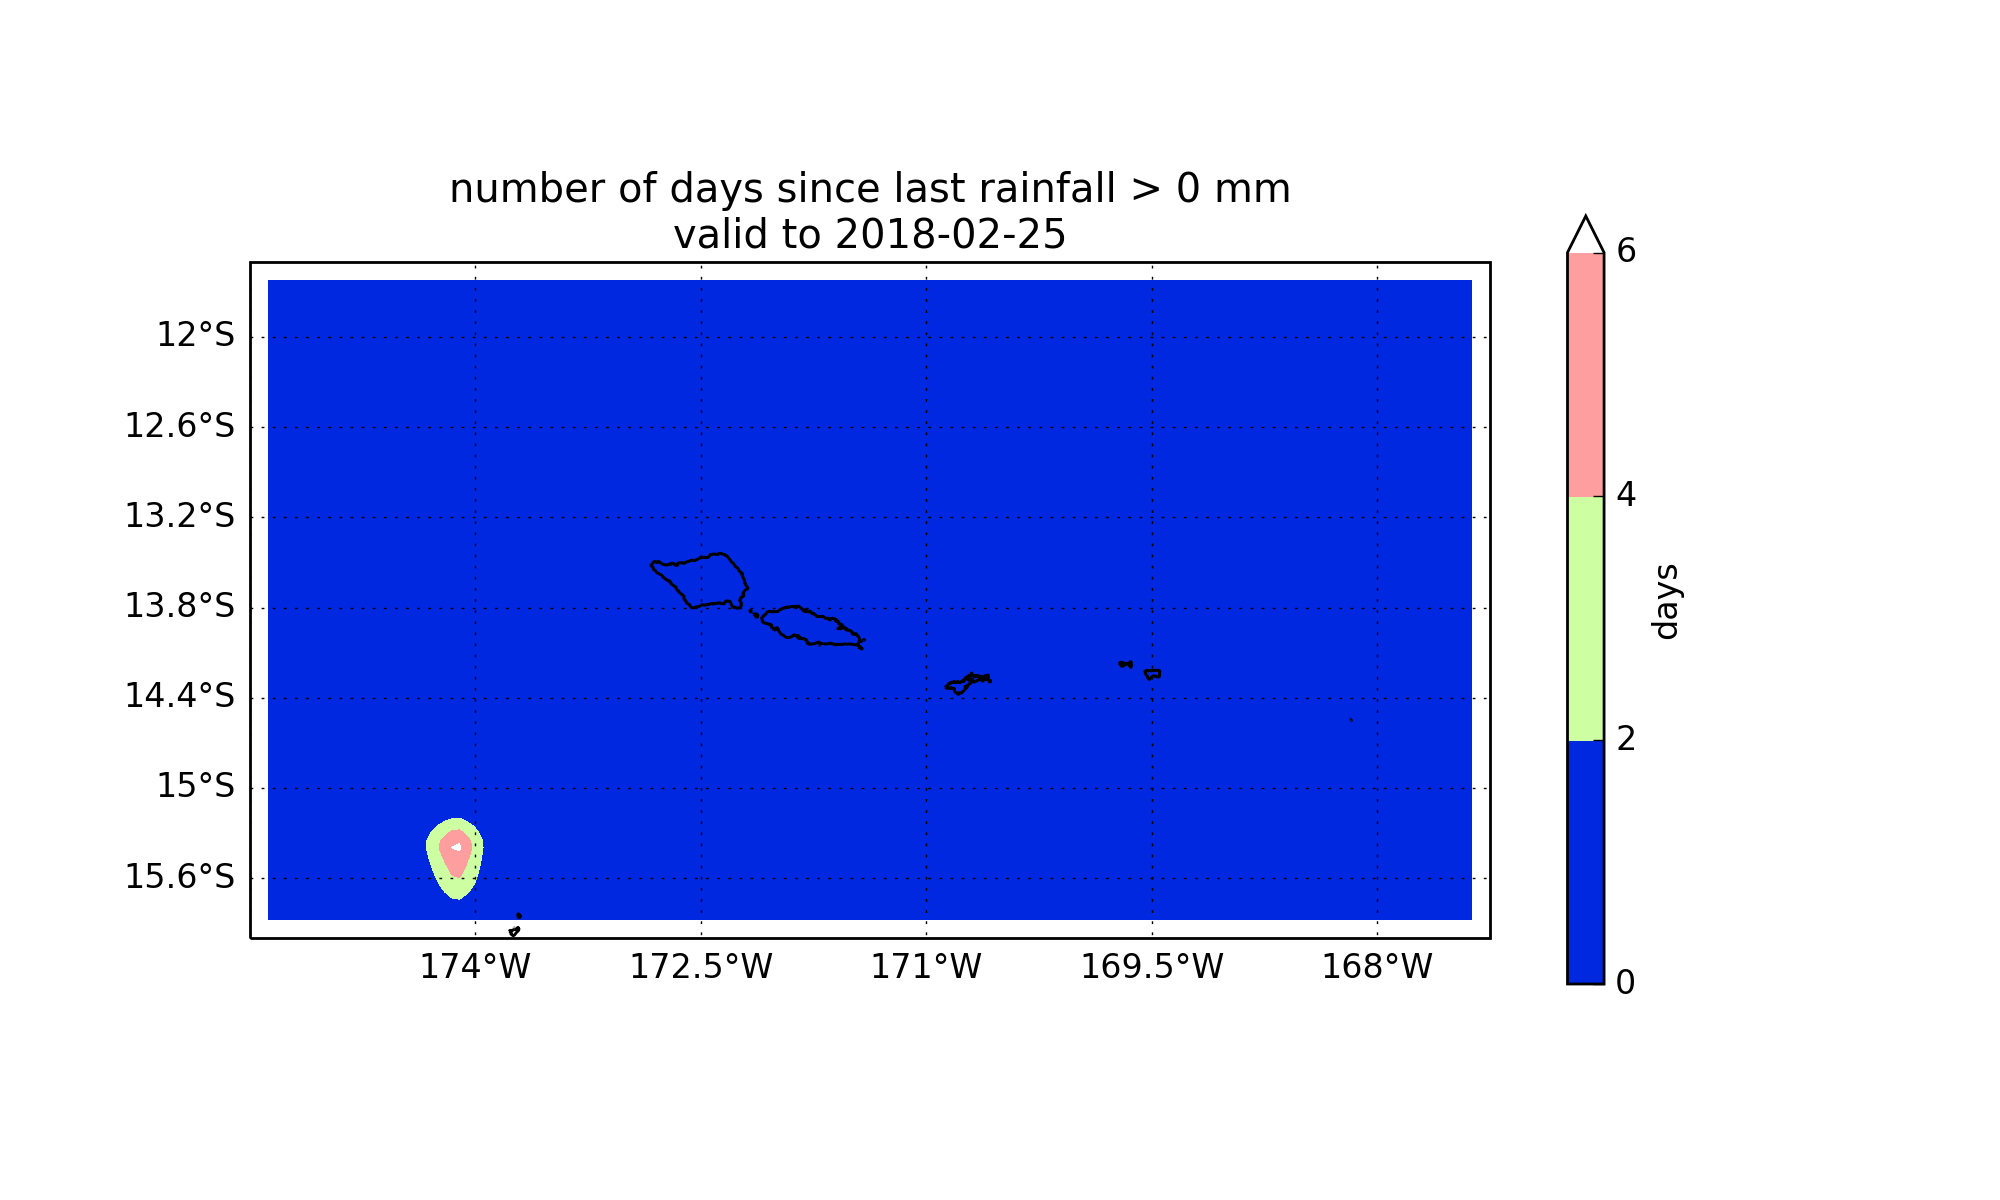 number of days since last rainfall > 0 mm
valid to 2018-02-25
12°S
12.6°S
13.2°S
13.8°S
14.4°S
15°S
15.6°S
174°W
172.5°W
171°W
169.5°W
168°W
6
4
2
0
days